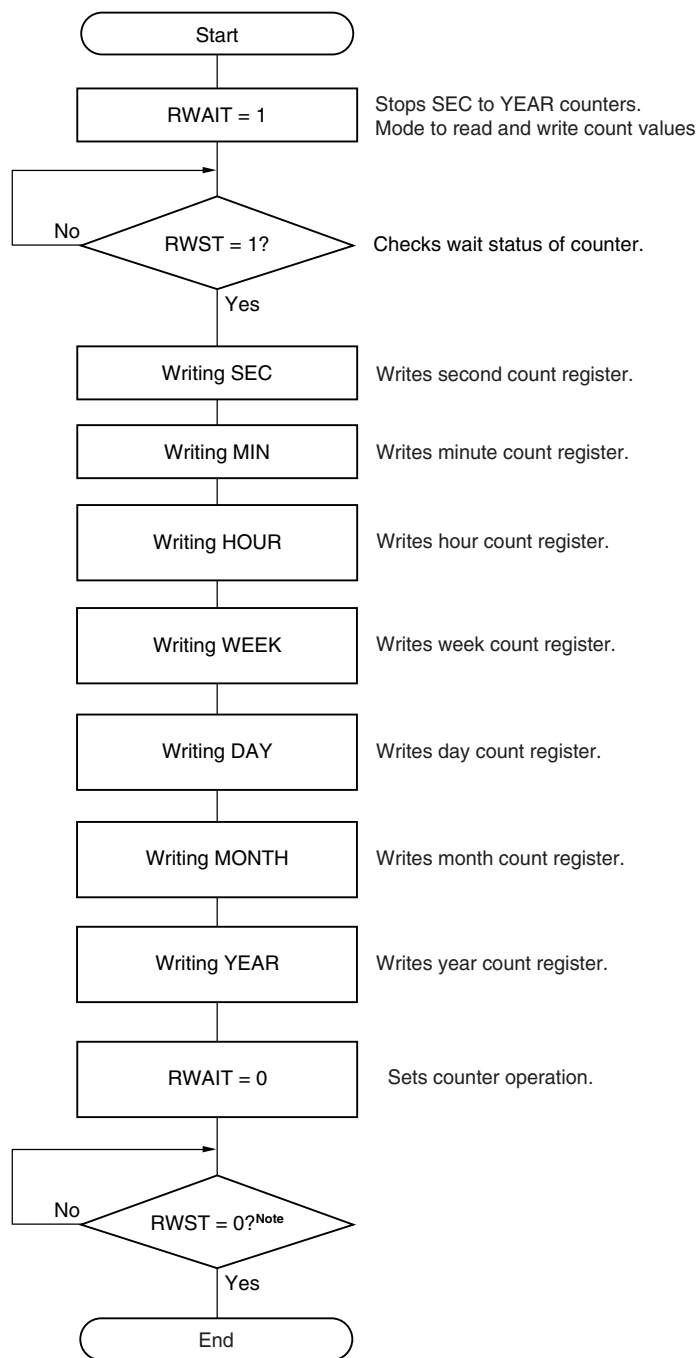 Start
RWAIT = 1
Stops SEC to YEAR counters.
Mode to read and write count values
No
RWST = 1?
Checks wait status of counter.
Yes
Writing SEC
Writes second count register.
Writing MIN
Writes minute count register.
Writing HOUR
Writes hour count register.
Writing WEEK
Writes week count register.
Writing DAY
Writes day count register.
Writing MONTH
Writes month count register.
Writing YEAR
Writes year count register.
RWAIT = 0
Sets counter operation.
No
RWST = 0?Note
Yes
End